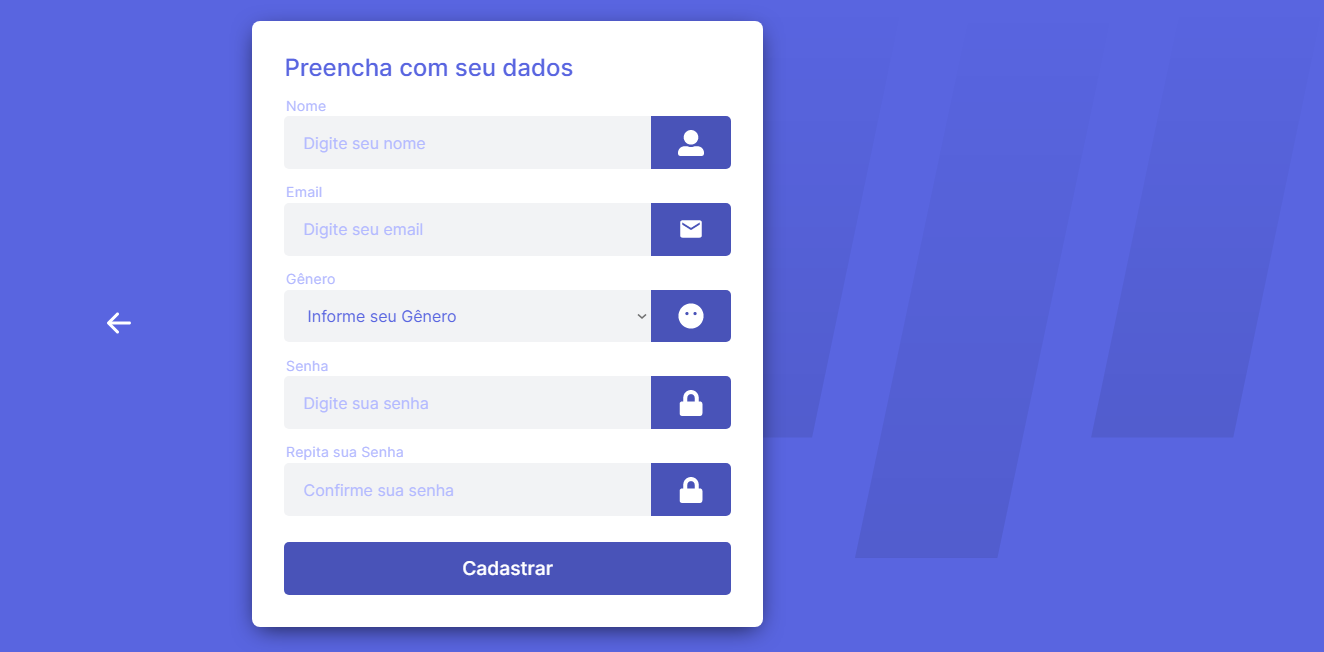 Preencha com seu dados
Nome
Digite seu nome
Email
Digite seu email
Gênero
Informe seu Gênero
Senha
Digite sua senha
Repita sua Senha
Confirme sua senha
Cadastrar